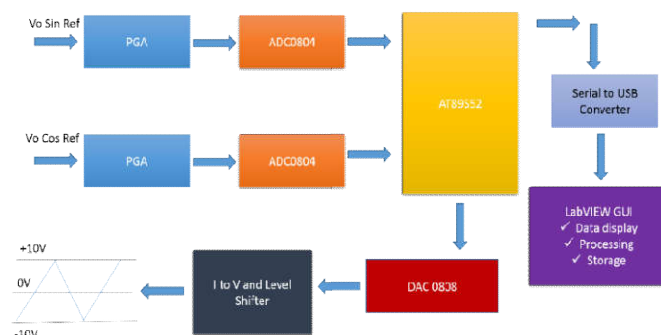 Vo Sin Ref
PGA
ADC0804
AT89S52
Serial to USB
Converter
Vo Cos Ref
PGA
ADC0804
LabVIEW GUI
✓ Data display
✓ Processing
✓ Storage
+10V
0V
-10V
I to V and Level
Shifter
DAC 0808